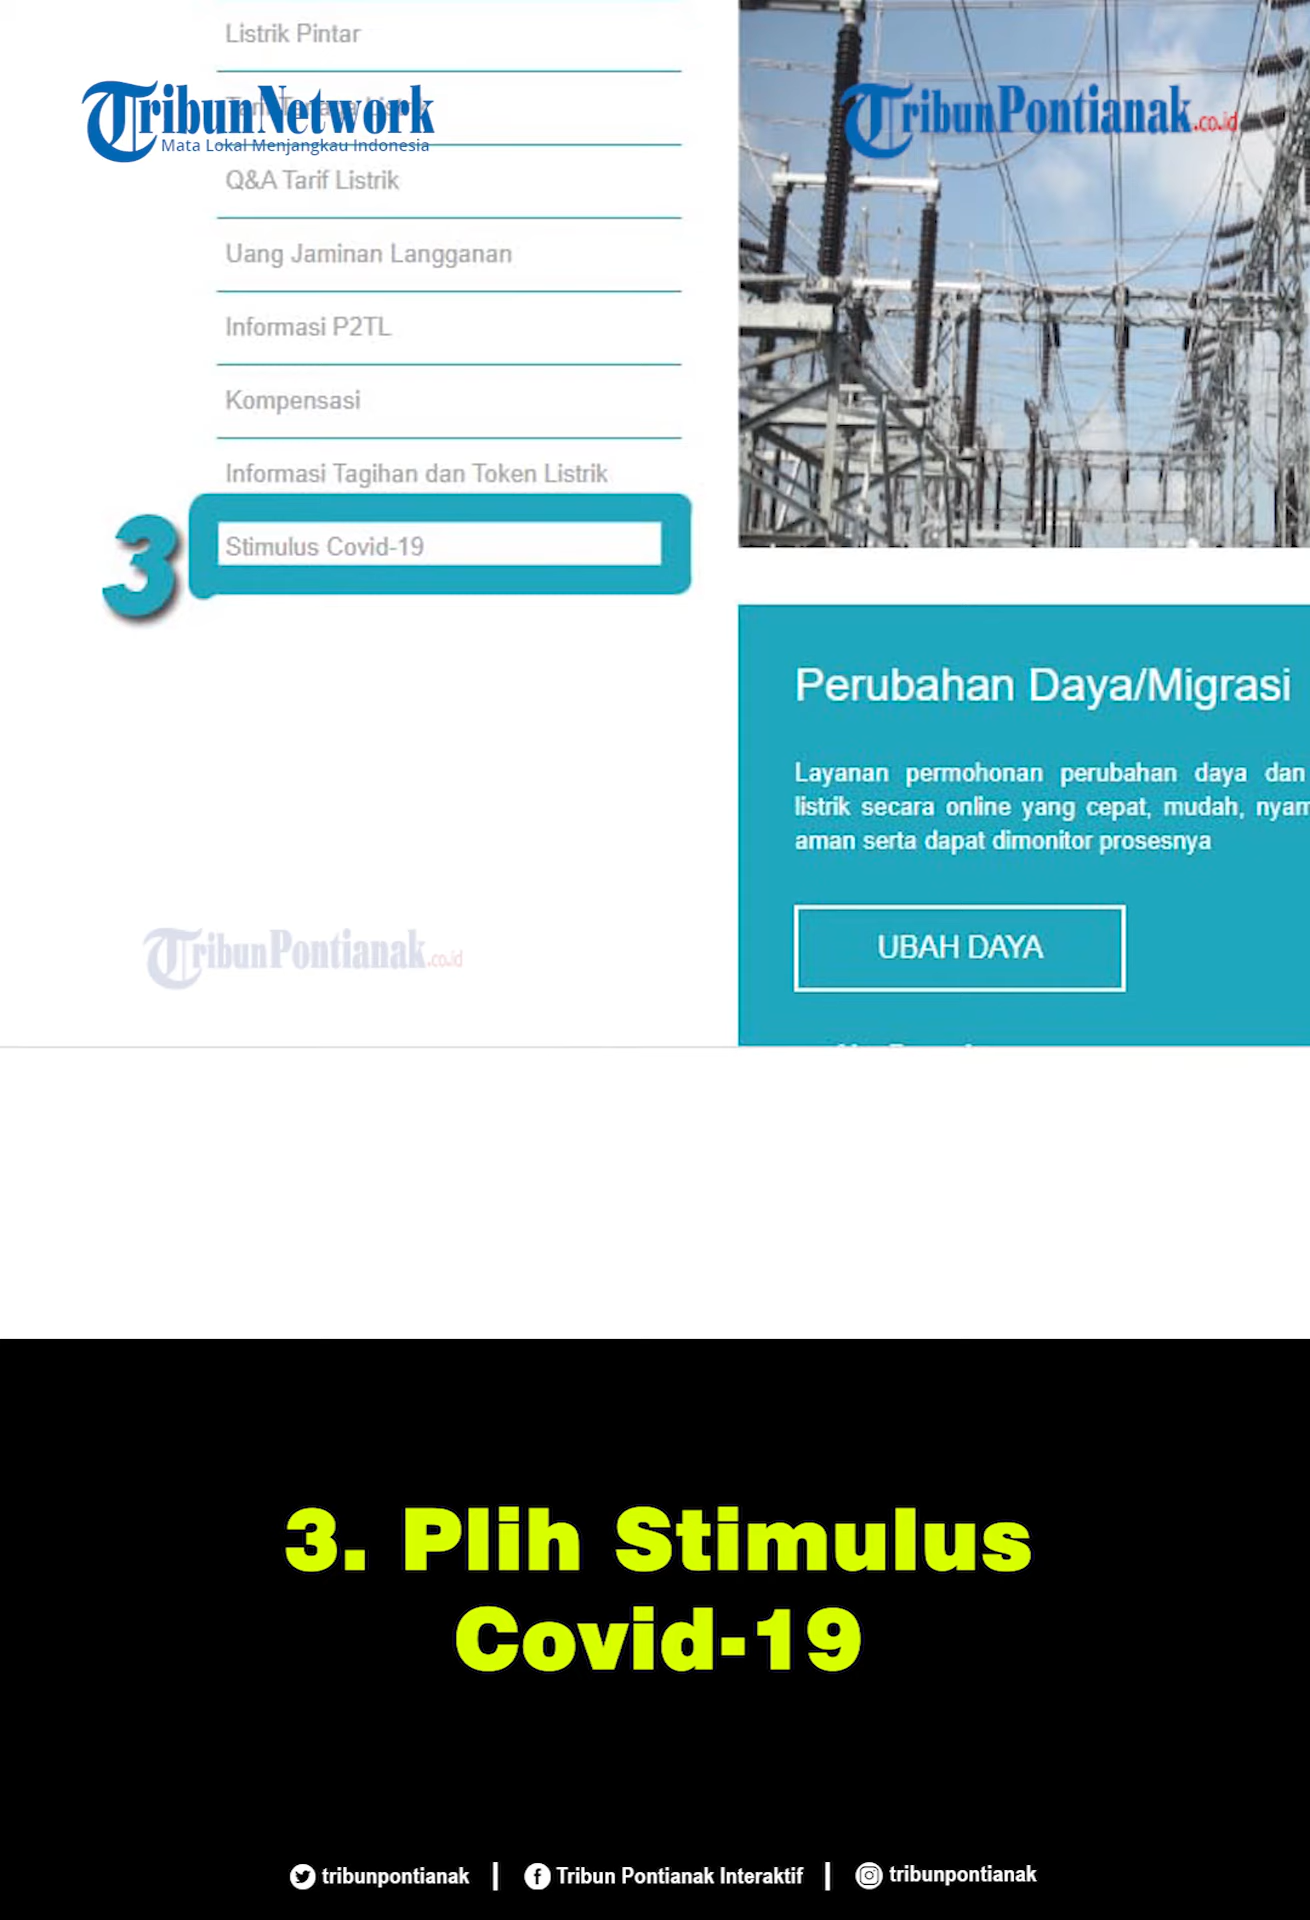 Listrik Pintar
TribunNetwork
Mata Lokal Menjangkau Indonesia
TribunPontianak.co.id
Q&A Tarif Listrik
Uang Jaminan Langganan
Informasi P2TL
Kompensasi
Informasi Tagihan dan Token Listrik
3
Stimulus Covid-19
Perubahan Daya/Migrasi
Layanan permohonan perubahan daya dan
listrik secara online yang cepat, mudah,
aman serta dapat dimonitor prosesnya
UBAH DAYA
TribunPontianak.co.id
3. Plih Stimulus
Covid-19
tribunpontianak | Tribun Pontianak Interaktif | tribunpontianak